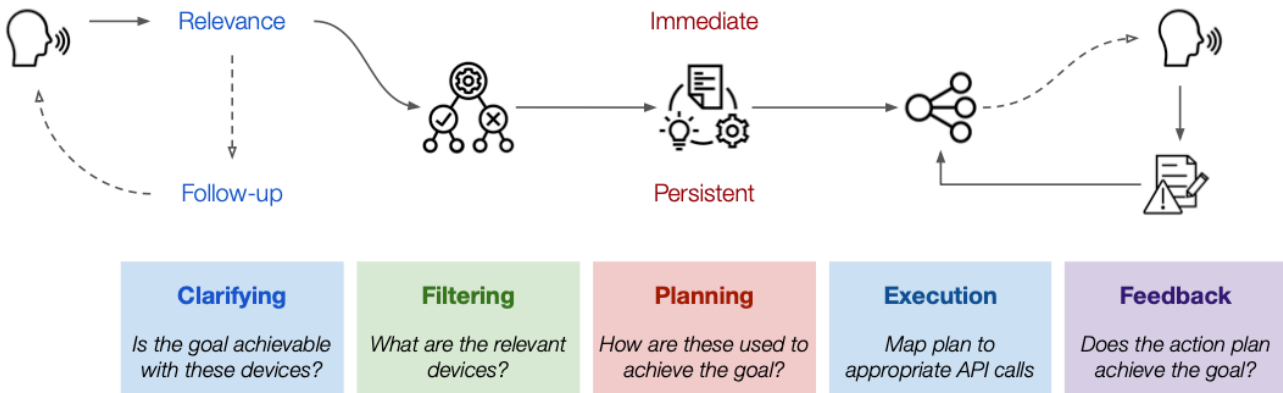 Relevance
Immediate
Follow-up
Persistent
Clarifying
Is the goal achievable
with these devices?
Filtering
What are the relevant
devices?
Planning
How are these used to
achieve the goal?
Execution
Map plan to
appropriate API calls
Feedback
Does the action plan
achieve the goal?